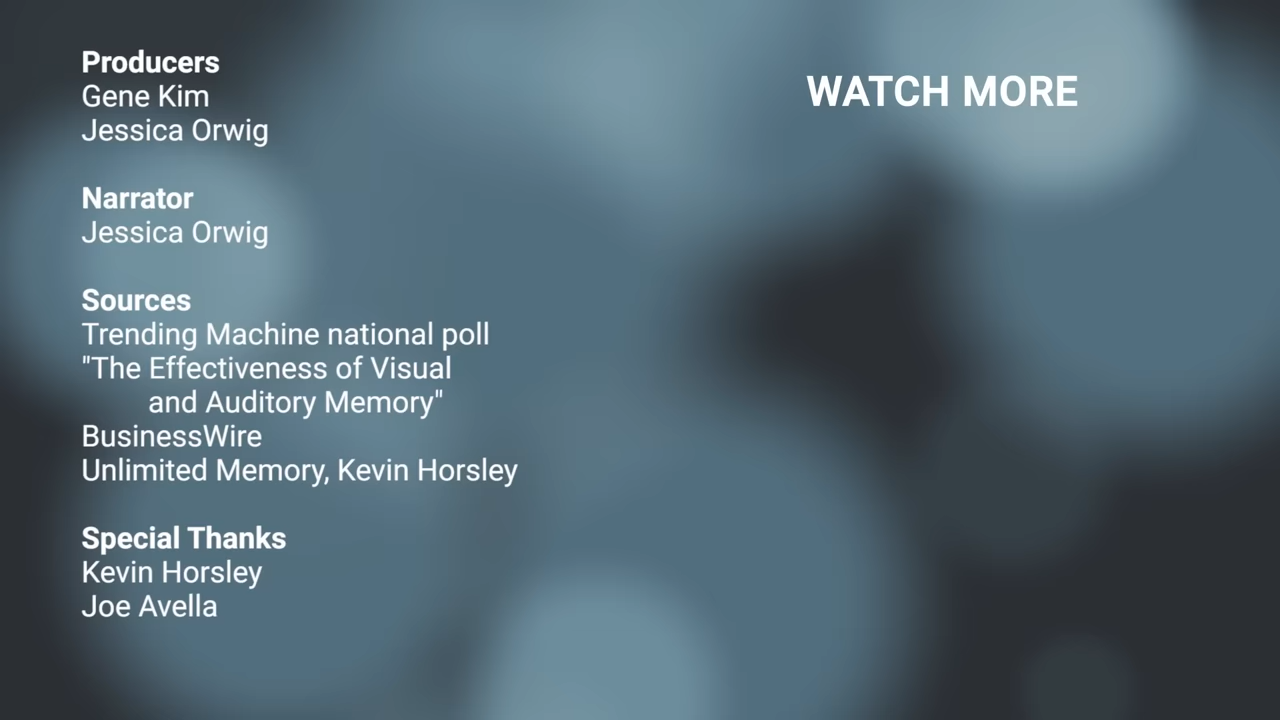 Producers
Gene Kim
Jessica Orwig
Narrator
Jessica Orwig
Sources
Trending Machine national poll
"The Effectiveness of Visual
and Auditory Memory"
BusinessWire
Unlimited Memory, Kevin Horsley
Special Thanks
Kevin Horsley
Joe Avella
WATCH MORE